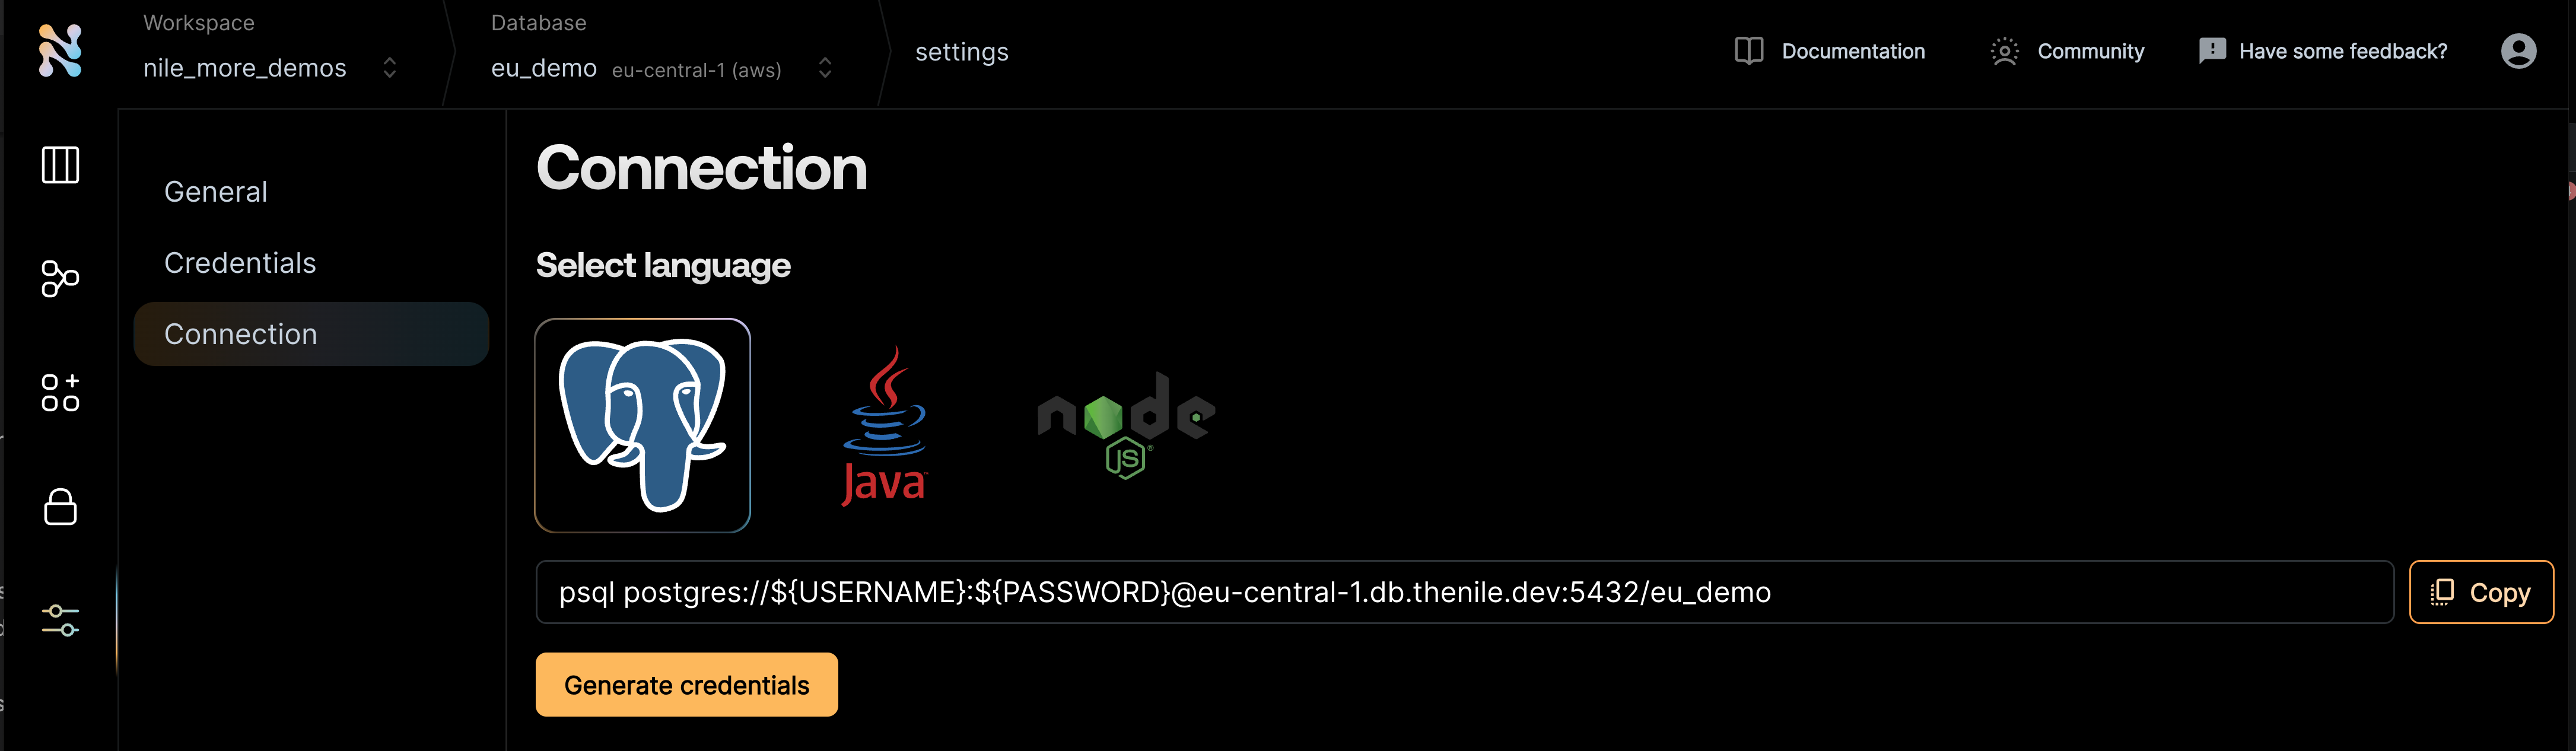 Workspace
nile_more_demos
Database
eu_demo eu-central-1 (aws)
settings
Documentation
Community
Have some feedback?
General
Credentials
Connection
Connection
Select language
Java™
node
JS®
psql postgres://${USERNAME}:${PASSWORD}@eu-central-1.db.thenile.dev:5432/eu_demo
Copy
Generate credentials